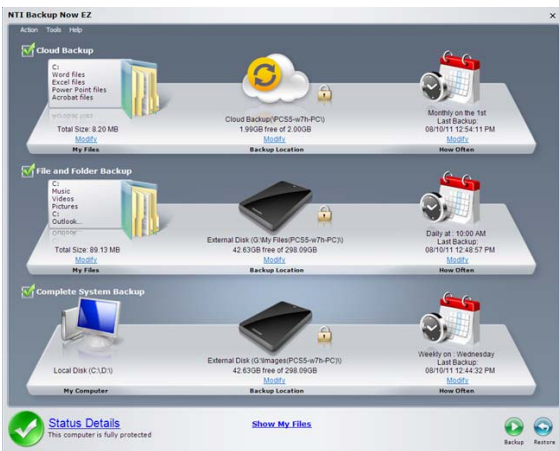 NTI Backup Now EZ
Action Tools Help
Cloud Backup
C:
Word files
Excel files
Power Point files
Acrobat files
Total Size: 8.20 MB
Modify
My Files
Cloud Backup(\PCS5-w7h-PC\)
1.99GB free of 2.00GB
Modify
Backup Location
Monthly on the 1st
Last Backup:
08/10/11 12:54:11 PM
Modify
How Often
File and Folder Backup
C:
Music
Videos
Pictures
C:
Outlook...
Total Size: 89.13 MB
Modify
My Files
External Disk (G:\My Files(PCS5-w7h-PC)\)
42.63GB free of 298.09GB
Modify
Backup Location
Daily at : 10:00 AM
Last Backup:
08/10/11 12:48:57 PM
Modify
How Often
Complete System Backup
Local Disk (C:\,D:\)
My Computer
External Disk (G:\Images(PCS5-w7h-PC)\)
42.63GB free of 298.09GB
Modify
Backup Location
Weekly on : Wednesday
Last Backup:
08/10/11 12:44:32 PM
Modify
How Often
Status Details
This computer is fully protected
Show My Files
Backup
Restore